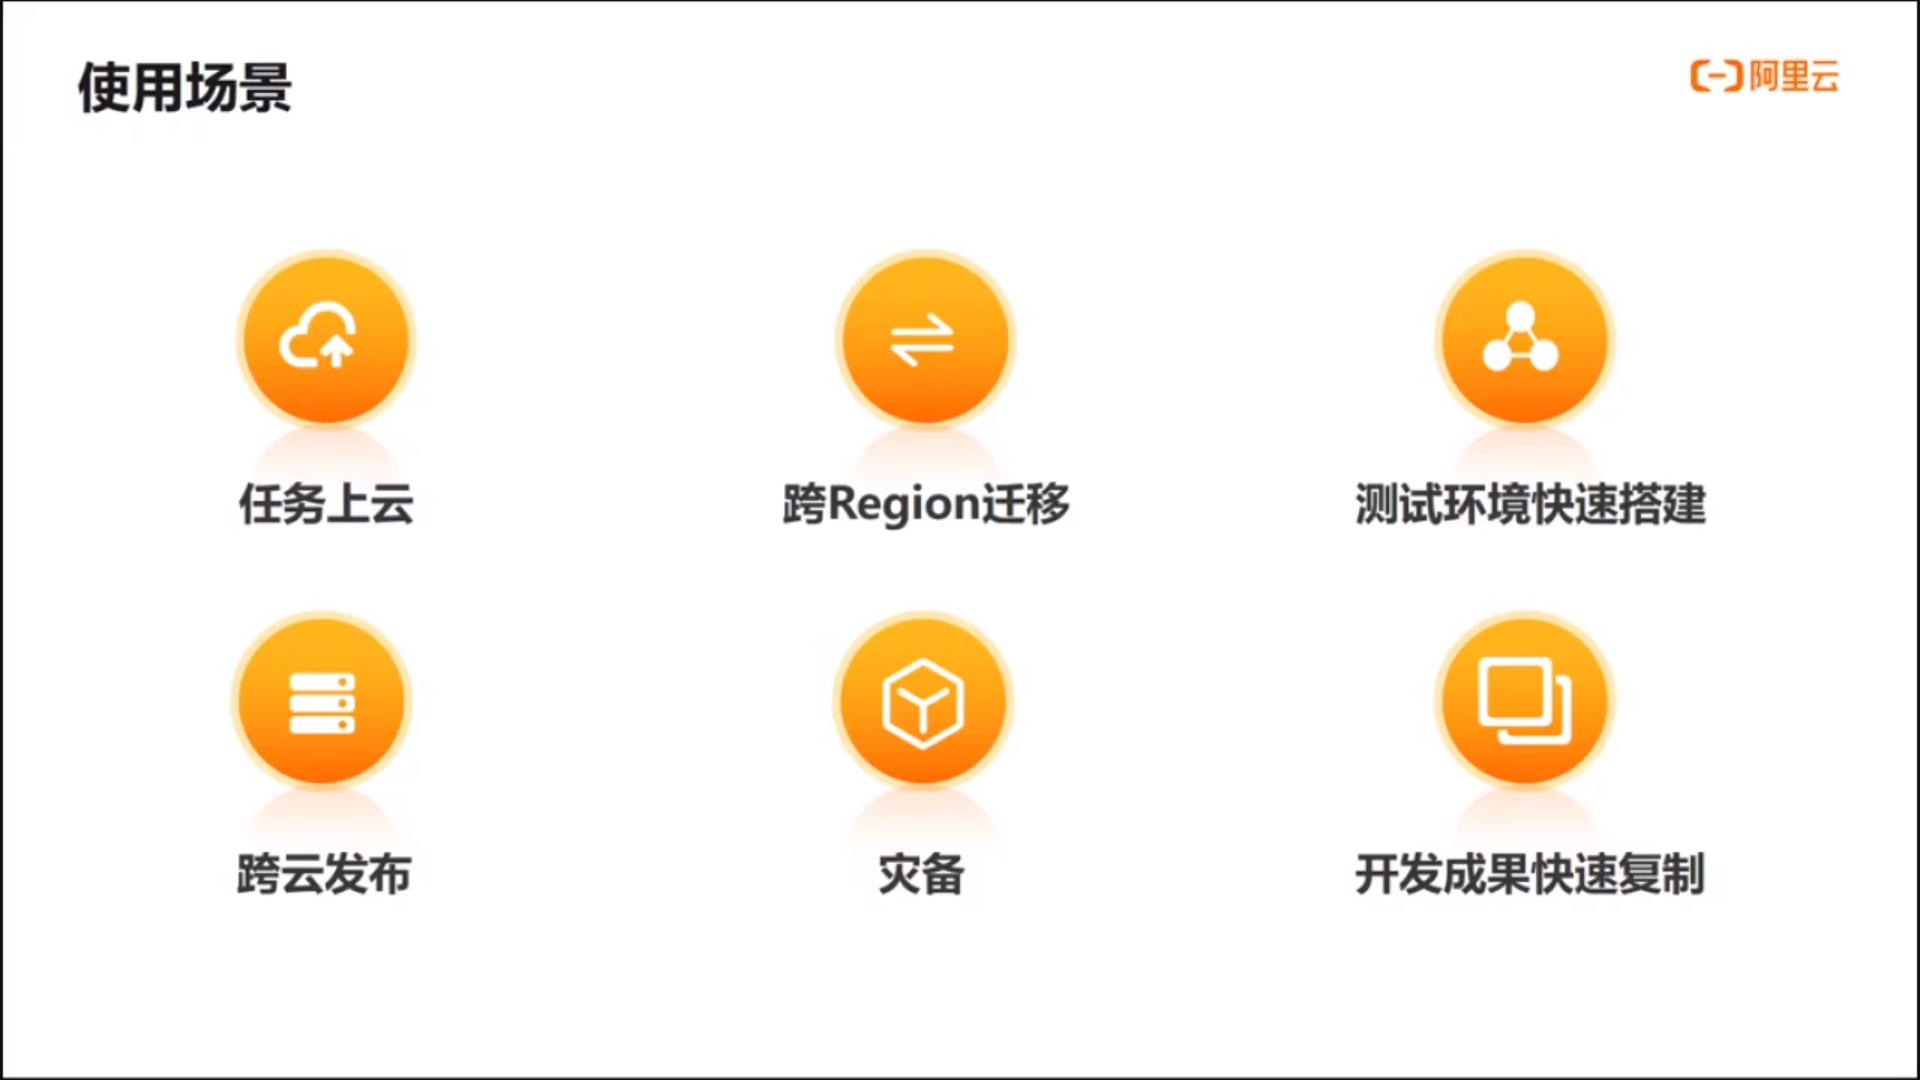 使用场景
阿里云
任务上云
跨Region迁移
测试环境快速搭建
跨云发布
灾备
开发成果快速复制